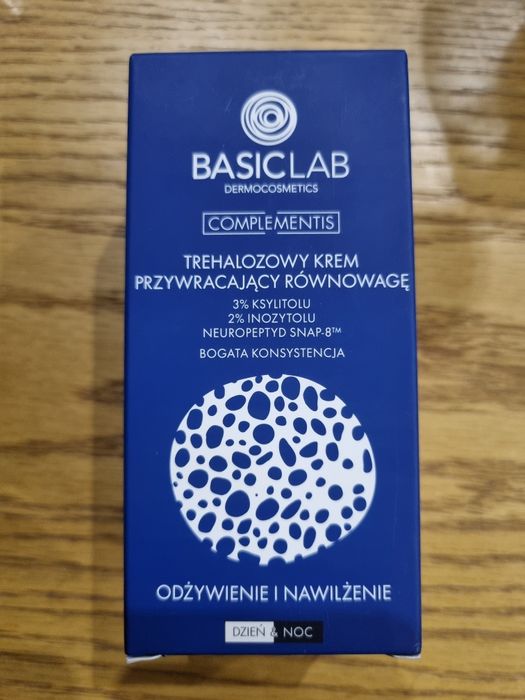 BASICLAB
DERMOCOSMETICS
COMPLEMENTIS
TREHALOZOWY KREM
PRZYWRACAJĄCY RÓWNOWAGĘ
3% KSYLITOLU
2% INOZYTOLU
NEUROPEPTYD SNAP-8™
BOGATA KONSYSTENCJA
ODŻYWIENIE I NAWILŻENIE
DZIEŃ & NOC